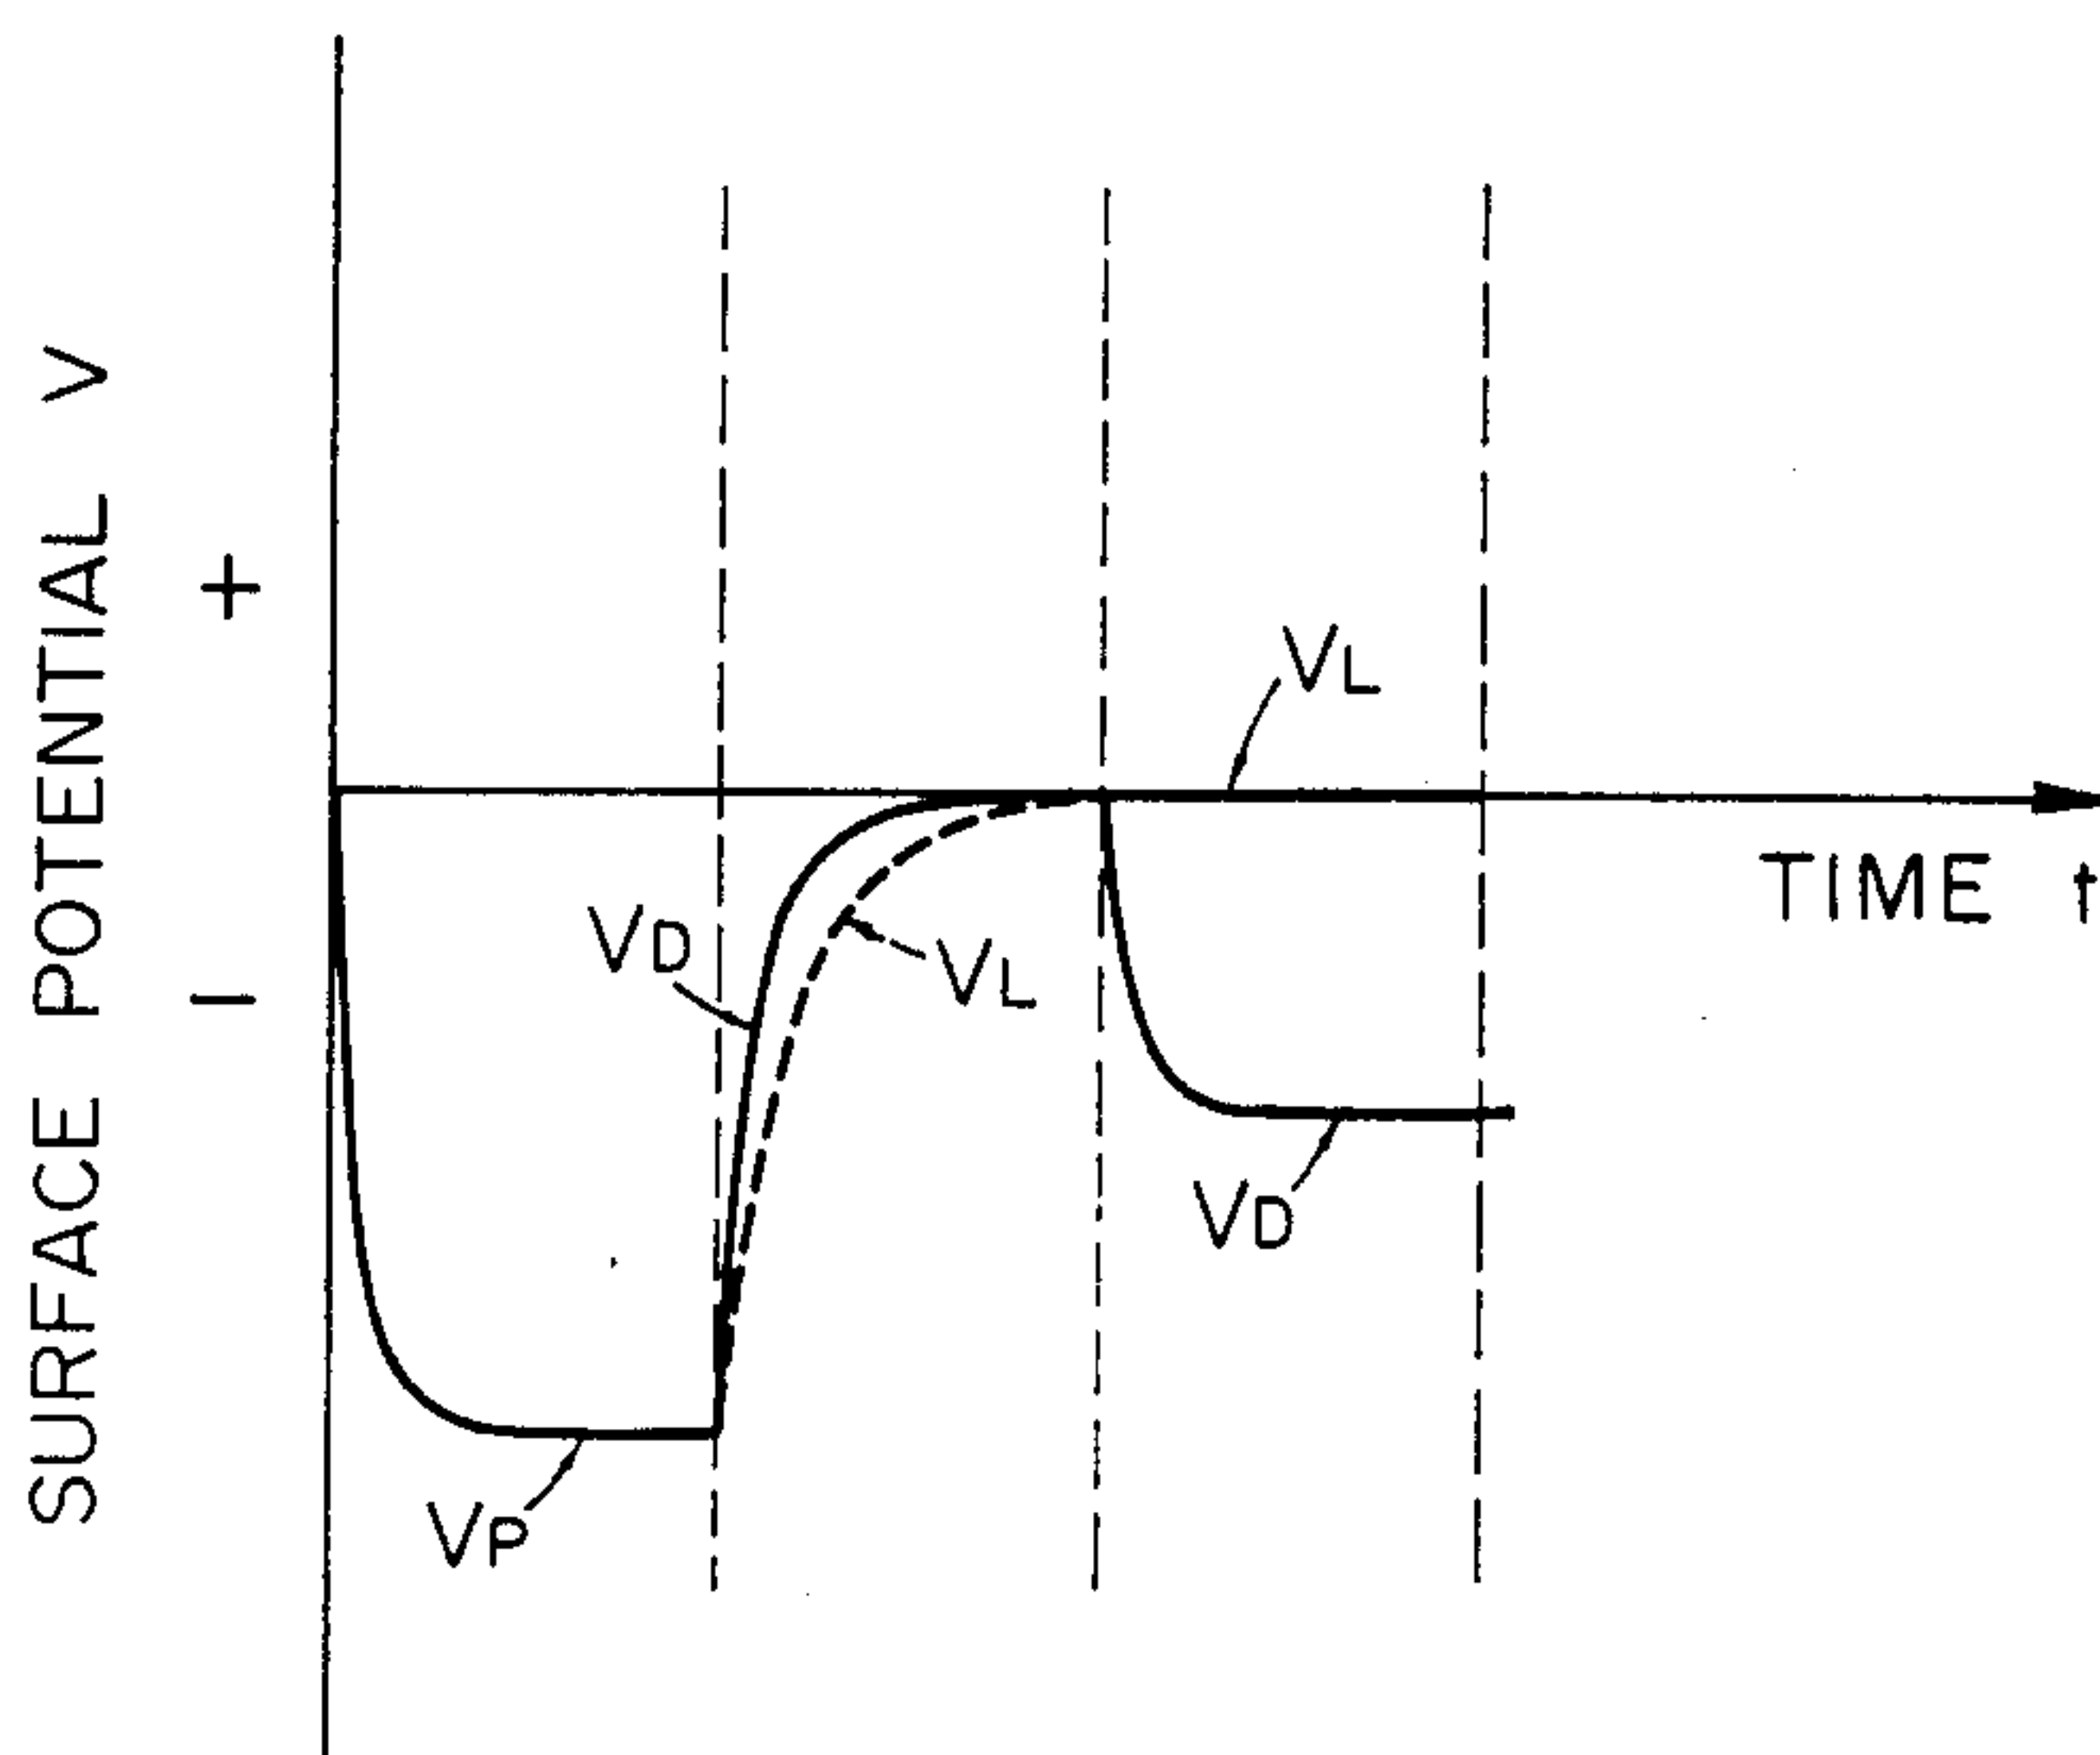 SURFACE POTENTIAL V
+
−
VL
TIME t
VD
VL
VD
VP